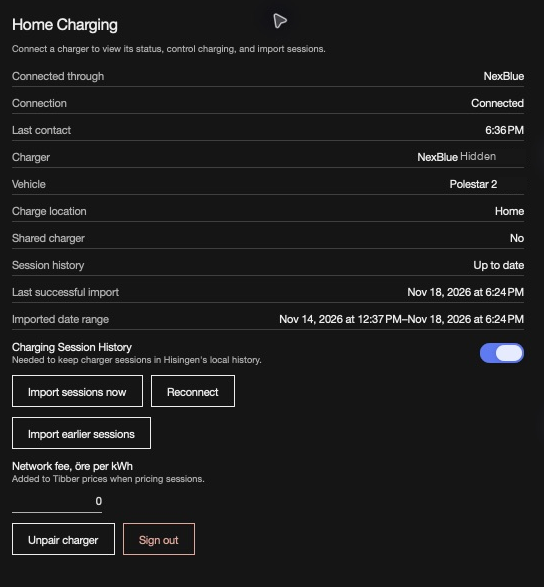 Home Charging
Connect a charger to view its status, control charging, and import sessions.
Connected through NexBlue
Connection Connected
Last contact 6:36 PM
Charger NexBlue Hidden
Vehicle Polestar 2
Charge location Home
Shared charger No
Session history Up to date
Last successful import Nov 18, 2026 at 6:24 PM
Imported date range Nov 14, 2026 at 12:37 PM–Nov 18, 2026 at 6:24 PM
Charging Session History
Needed to keep charger sessions in Hisingen's local history.
Import sessions now Reconnect
Import earlier sessions
Network fee, öre per kWh
Added to Tibber prices when pricing sessions.
0
Unpair charger Sign out